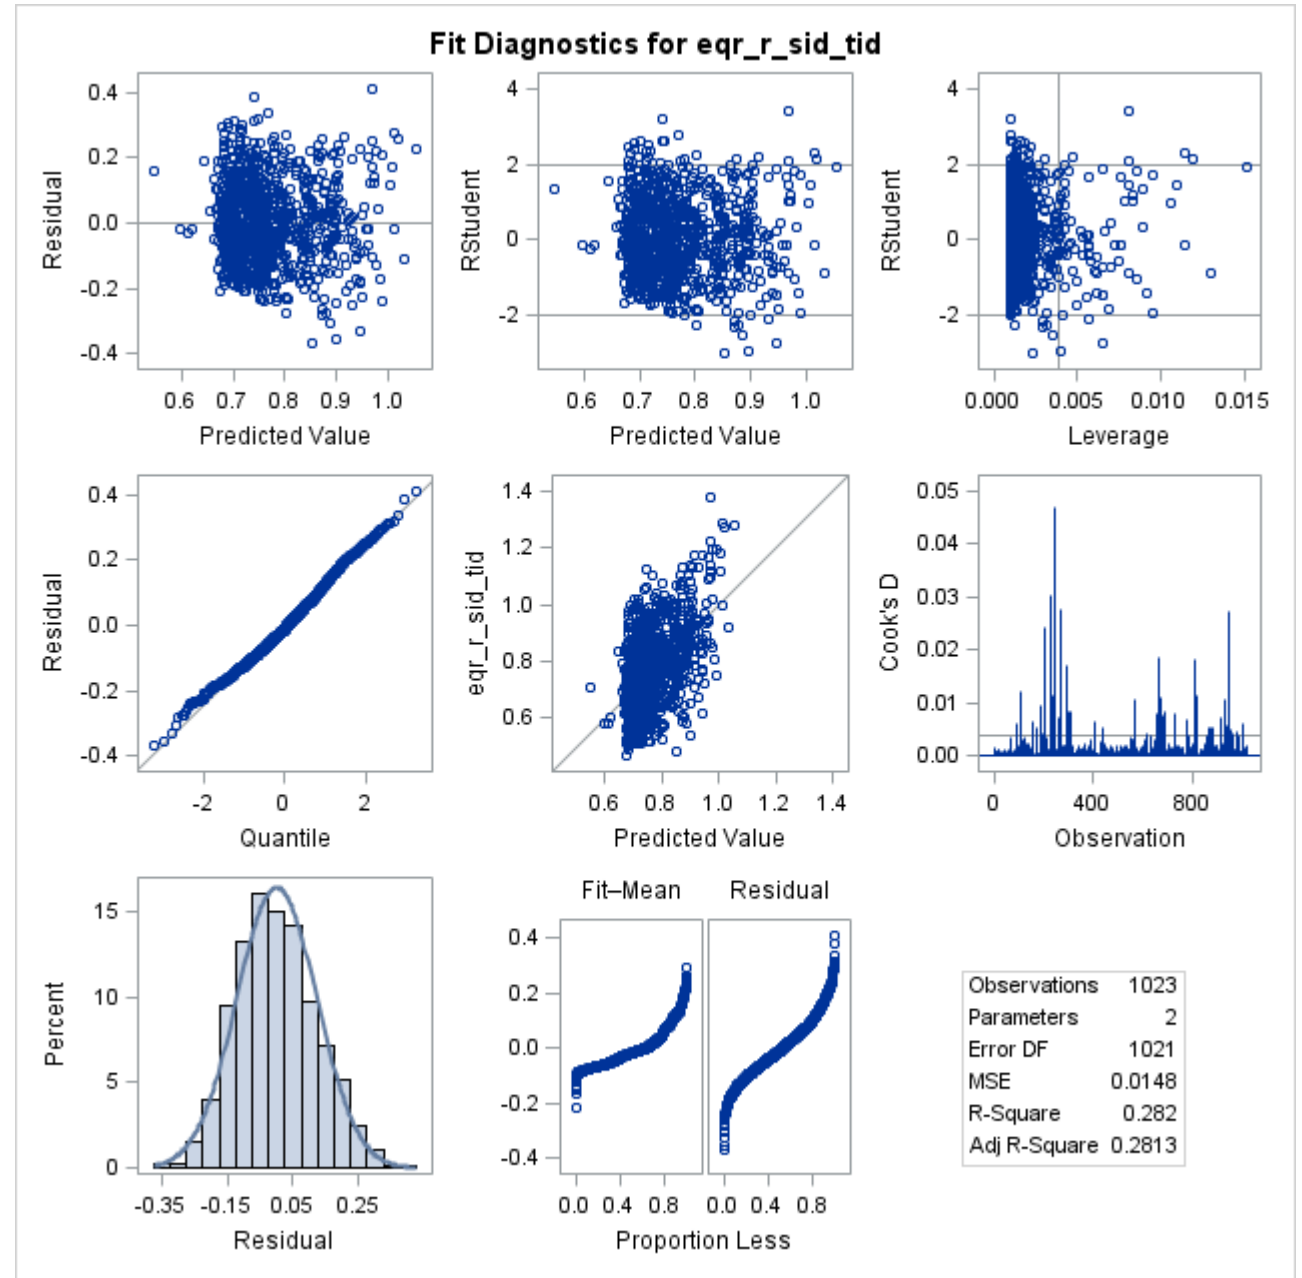 Fit Diagnostics for eqr_r_sid_tid
0.4
0.2
0.0
-0.2
-0.4
Residual
0.6 0.7 0.8 0.9 1.0
Predicted Value
4
2
0
-2
RStudent
0.6 0.7 0.8 0.9 1.0
Predicted Value
4
2
0
-2
RStudent
0.000 0.005 0.010 0.015
Leverage
0.4
0.2
0.0
-0.2
-0.4
Residual
-2 0 2
Quantile
1.4
1.2
1.0
0.8
0.6
eqr_r_sid_tid
0.6 0.8 1.0 1.2 1.4
Predicted Value
0.05
0.04
0.03
0.02
0.01
0.00
Cook's D
0 400 800
Observation
15
10
5
0
Percent
-0.35 -0.15 0.05 0.25
Residual
Fit–Mean Residual
0.4
0.2
0.0
-0.2
-0.4
0.0 0.4 0.8 0.0 0.4 0.8
Proportion Less
Observations 1023
Parameters 2
Error DF 1021
MSE 0.0148
R-Square 0.282
Adj R-Square 0.2813